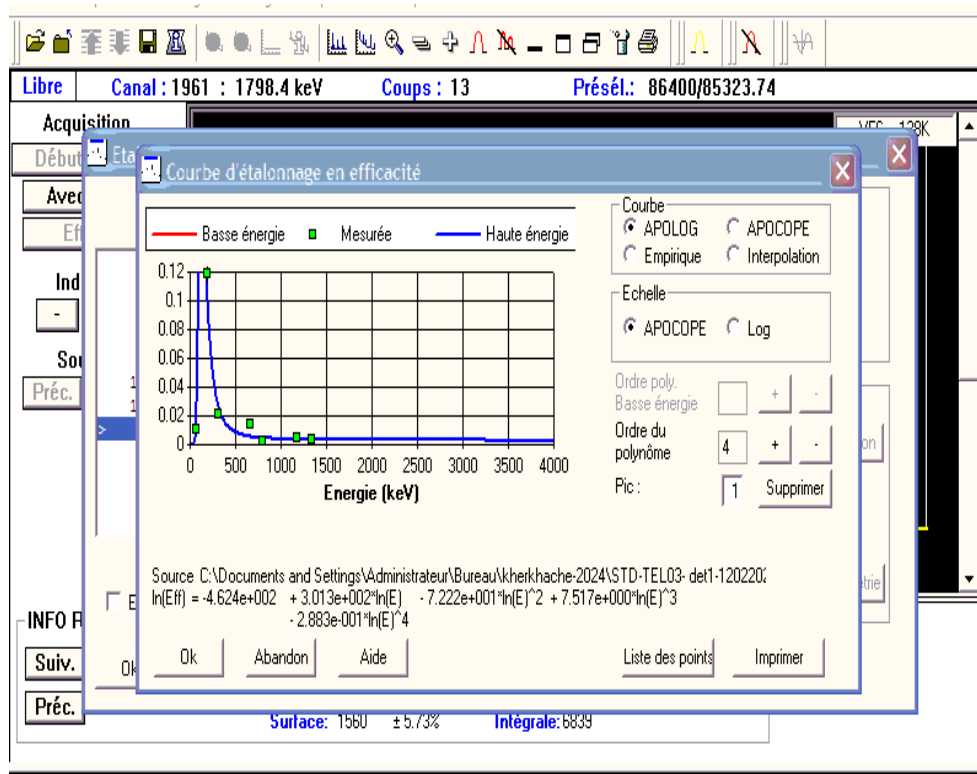 Libre Canal : 1961 : 1798.4 keV Coups : 13 Présél.: 86400/85323.74
Acquisition
VFS 128K
Début
Eta
Courbe d'étalonnage en efficacité
Avec
Eff
Ind
-
Sou
Préc.
>
Basse énergie Mesurée Haute énergie
0.12
0.1
0.08
0.06
0.04
0.02
0
0 500 1000 1500 2000 2500 3000 3500 4000
Energie (keV)
Courbe
APOLOG APOCOPE
Empirique Interpolation
Echelle
APOCOPE Log
Ordre poly.
Basse énergie + -
Ordre du
polynôme 4 + -
Pic : 1 Supprimer
on
trie
Source C:\Documents and Settings\Administrateur\Bureau\kherkhache-2024\STD-TEL03- det1-120220
ln(Eff) = -4.624e+002 + 3.013e+002*ln(E) - 7.222e+001*ln(E)^2 + 7.517e+000*ln(E)^3
- 2.883e-001*ln(E)^4
Ok Abandon Aide Liste des points Imprimer
E
INFO R
Suiv.
Ok
Préc.
Surface: 1560 ± 5.73% Intégrale: 6839